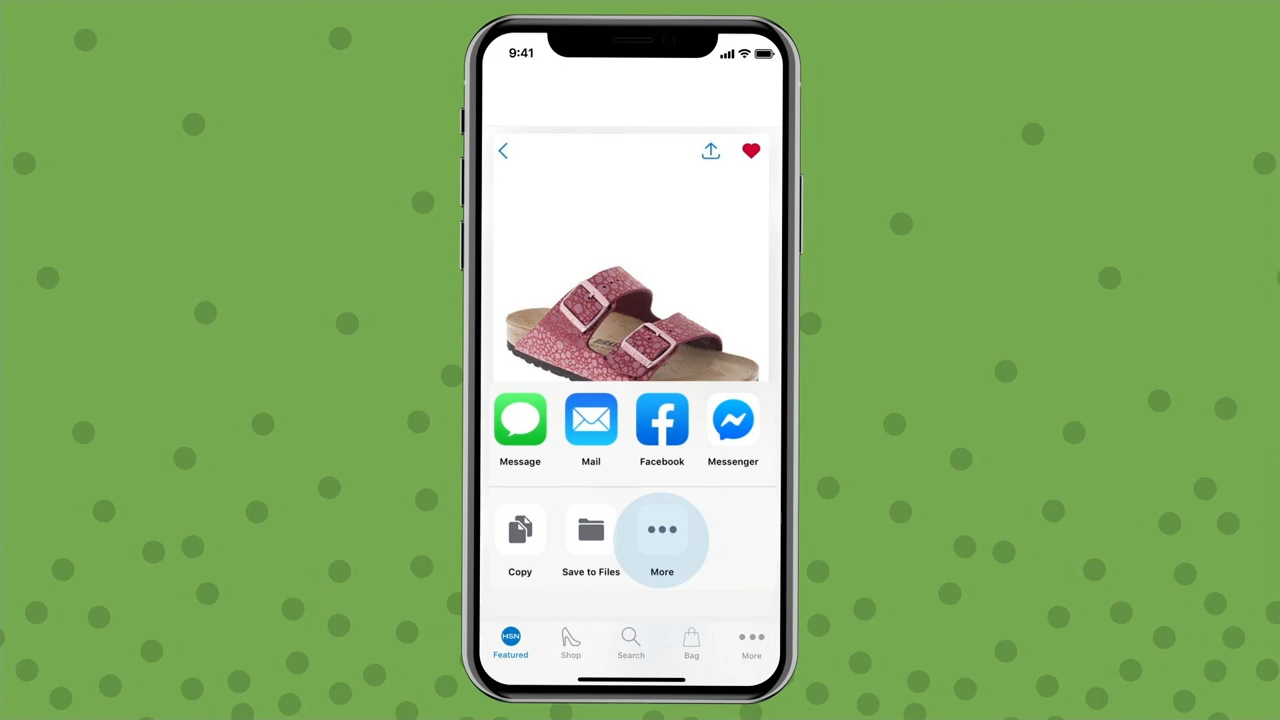 9:41
Message Mail Facebook Messenger
Copy Save to Files More
HSN
Featured Shop Search Bag More